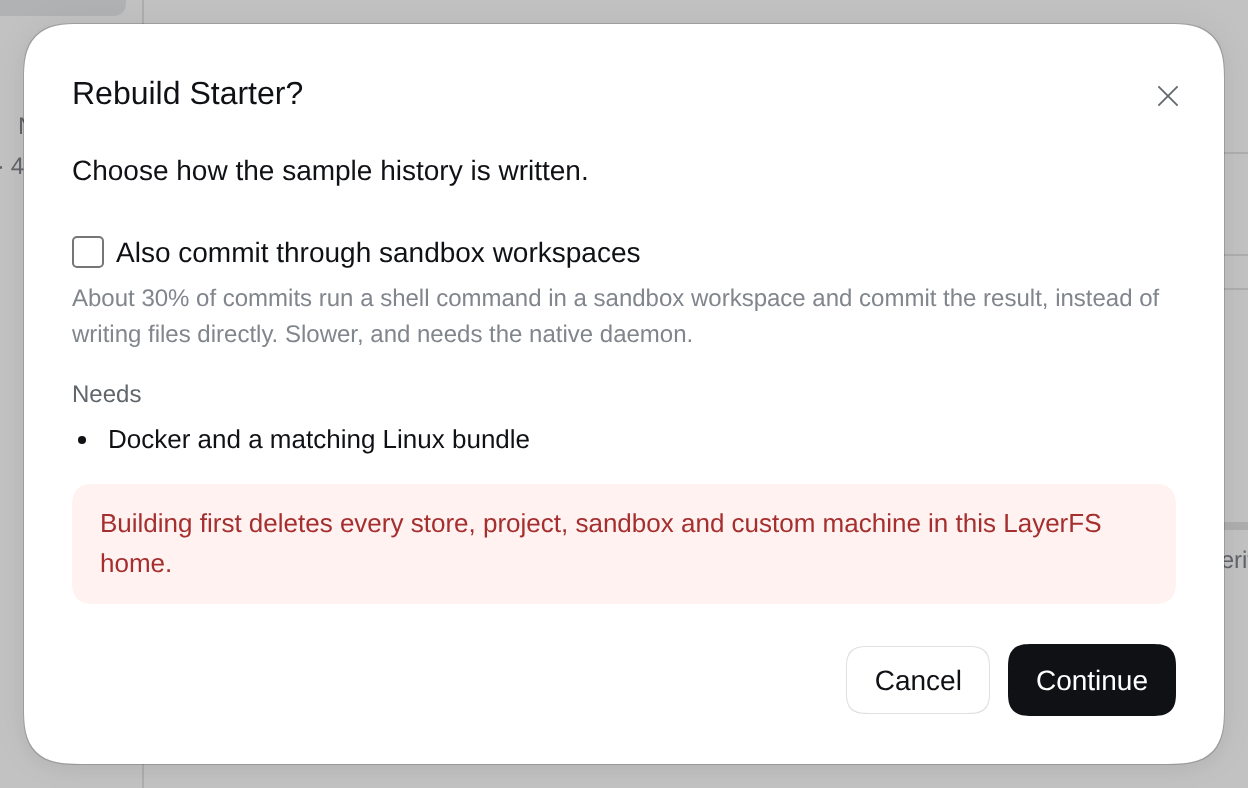 Rebuild Starter?
Choose how the sample history is written.
Also commit through sandbox workspaces
About 30% of commits run a shell command in a sandbox workspace and commit the result, instead of
writing files directly. Slower, and needs the native daemon.
Needs
• Docker and a matching Linux bundle
Building first deletes every store, project, sandbox and custom machine in this LayerFS
home.
Cancel
Continue